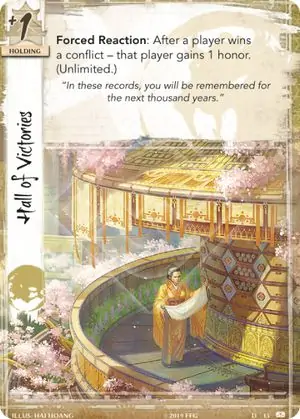 +1
HOLDING
Forced Reaction: After a player wins
a conflict – that player gains 1 honor.
(Unlimited.)
“In these records, you will be remembered for
the next thousand years.”
Hall of Victories
ILLUS: HAI HOANG
©2019 FFG